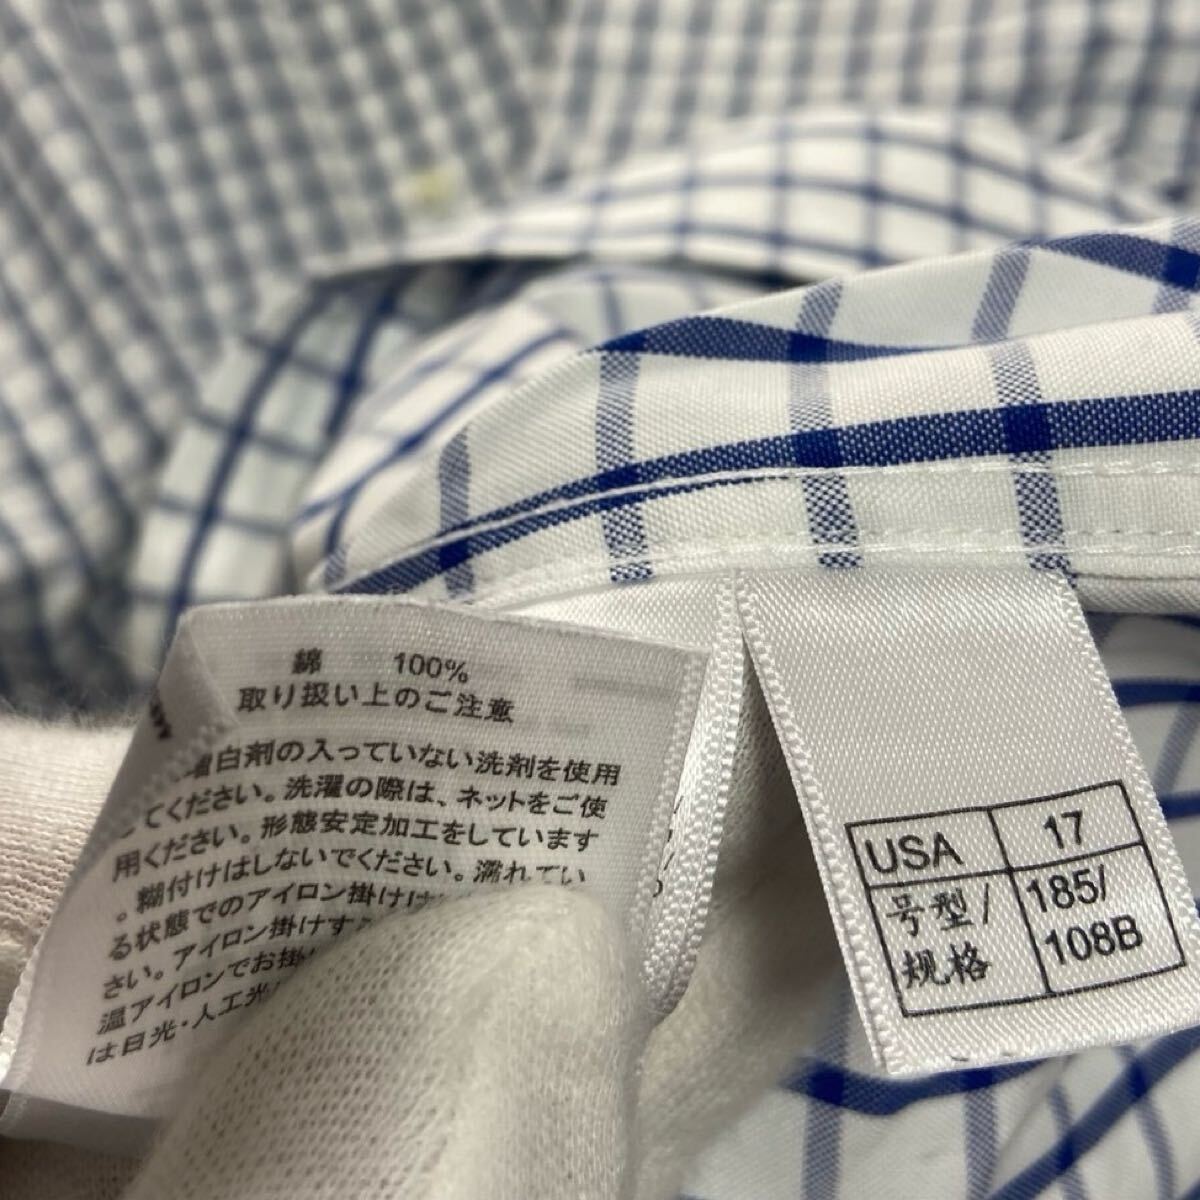 綿 100%
取り扱い上のご注意
白剤の入っていない洗剤を使用
てください。洗濯の際は、ネットをご使
用ください。形態安定加工をしています
。糊付けはしないでください。濡れてい
る状態でのアイロン掛けは
さい。アイロン掛けす
温アイロンでお掛
は日光・人工光
USA 17
号型/ 185/
规格 108B